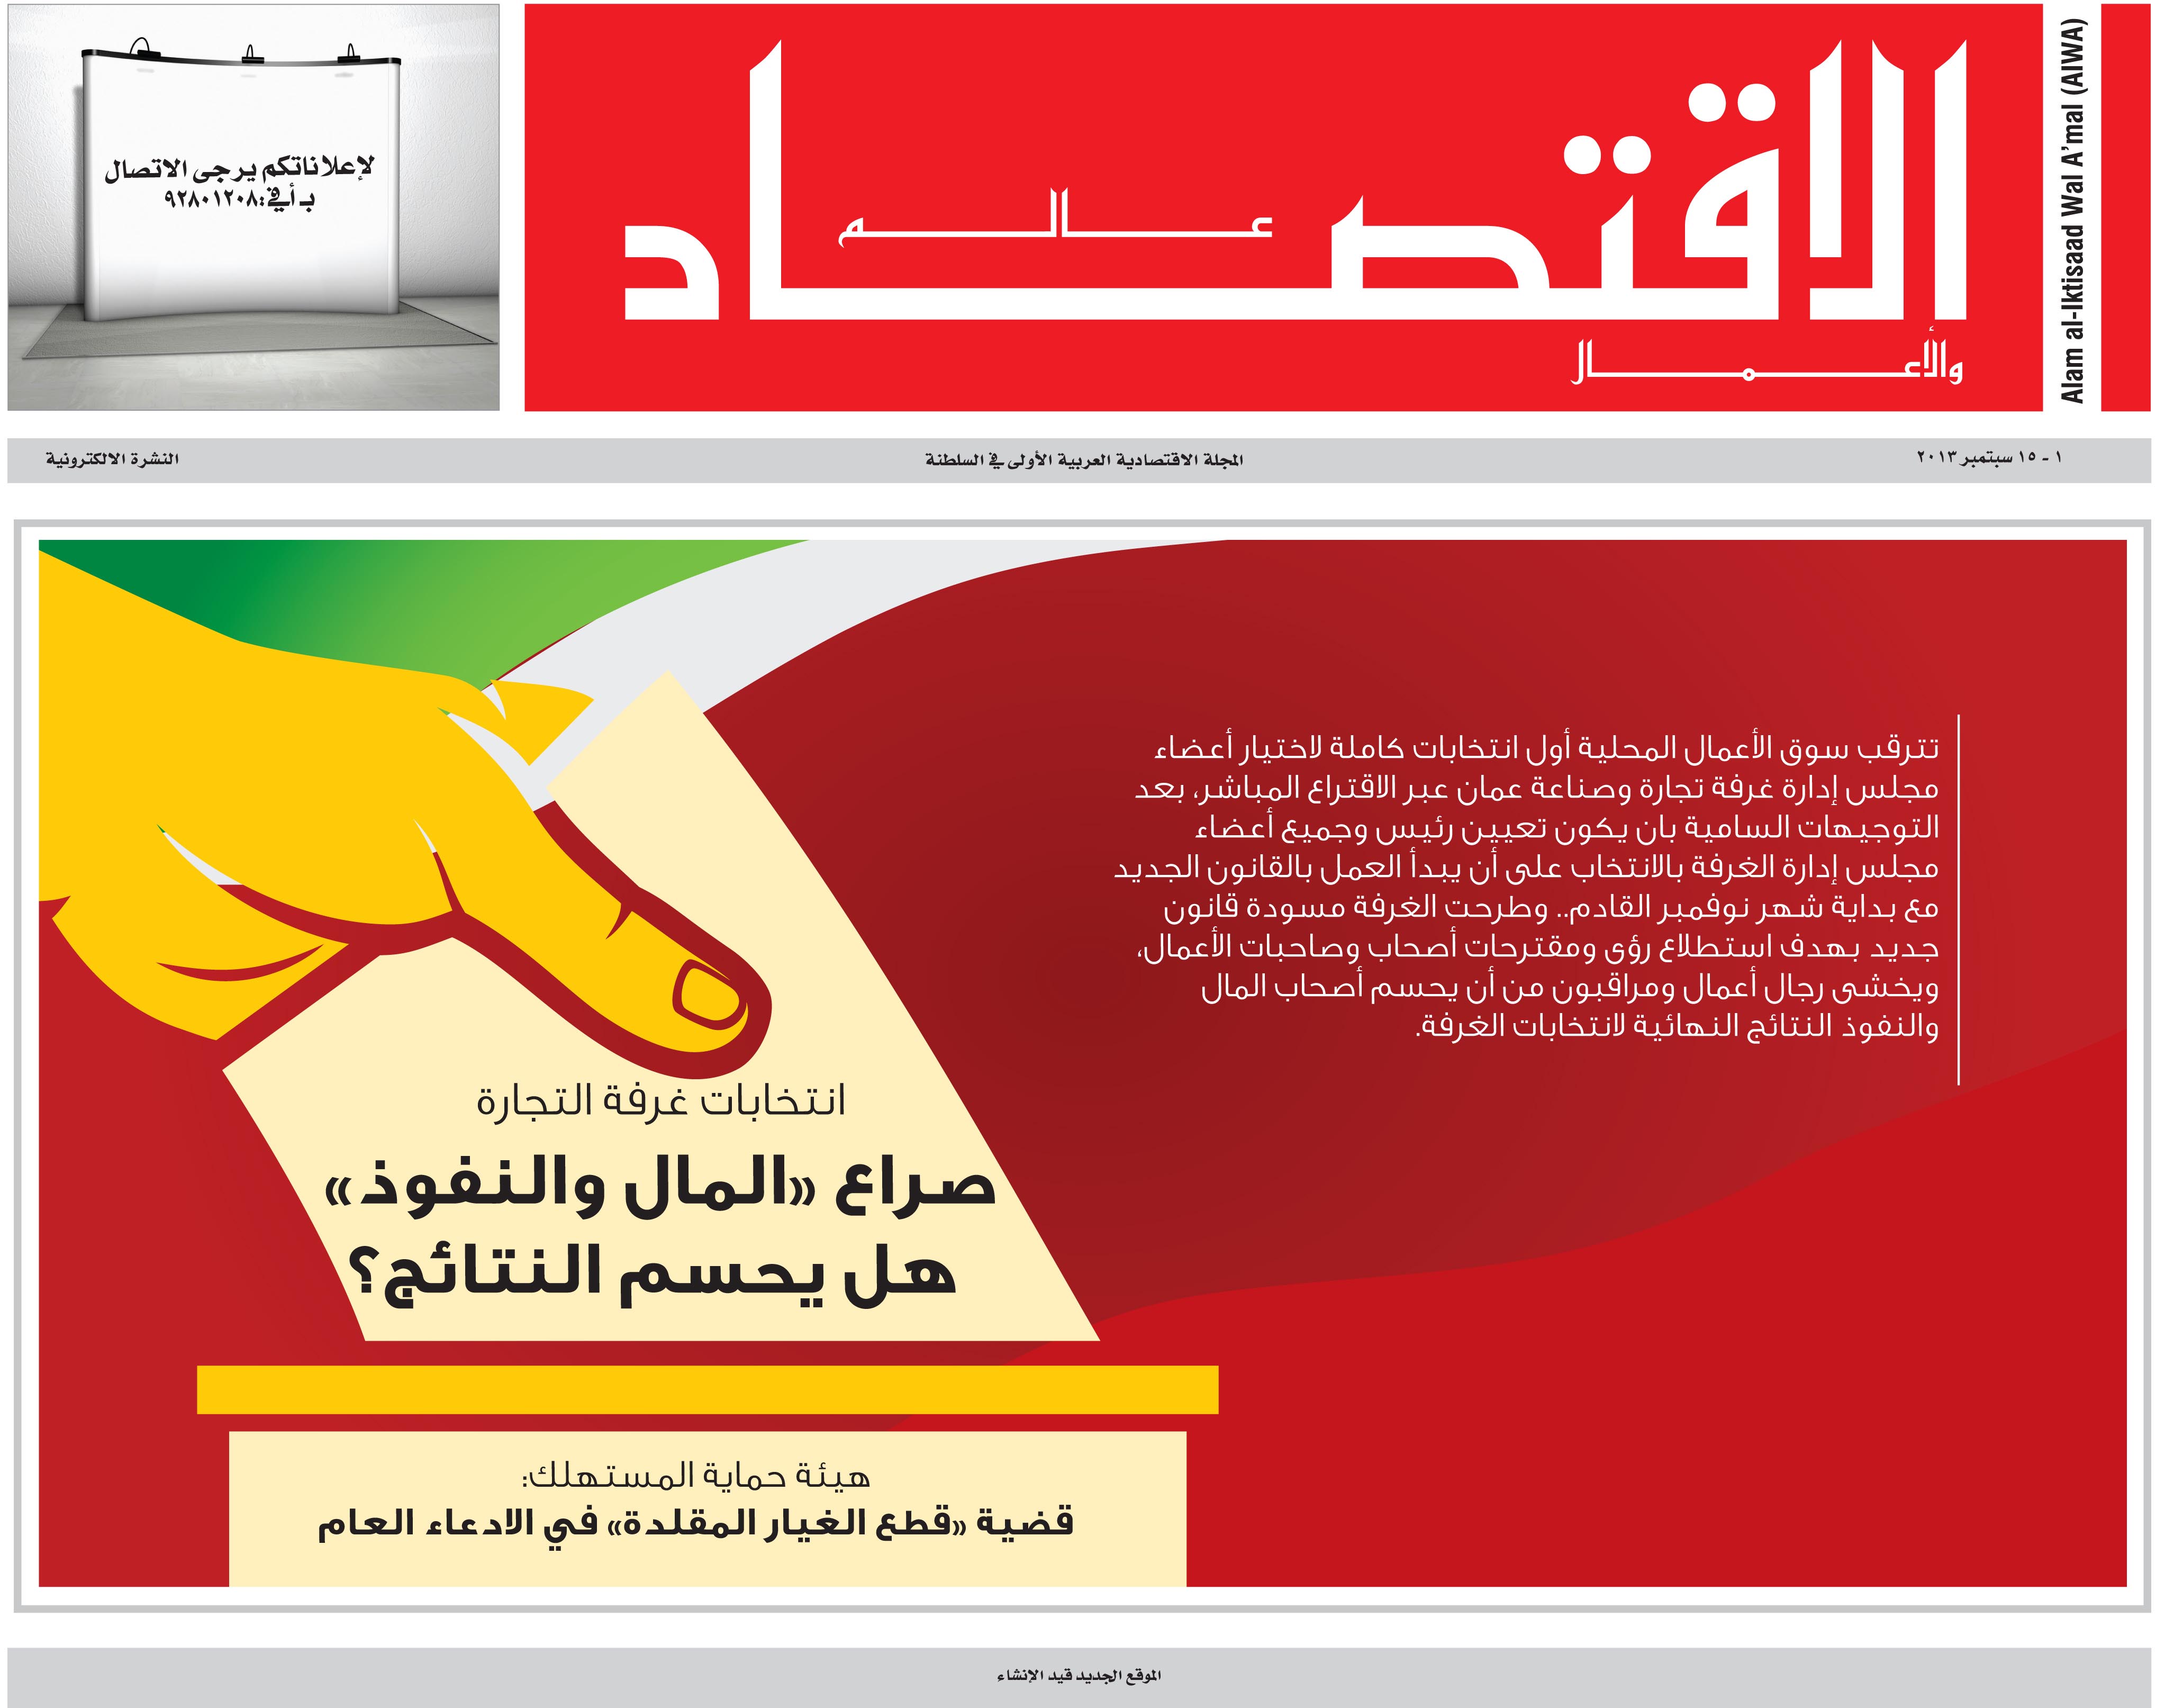 عالم
الاقتصاد
والأعمال
Alam al-Iktisaad Wal A’mal (AIWA)
لإعلاناتكم يرجى الاتصال
بـ أفي: ٩٢٨٠١٢٠٨
١ - ١٥ سبتمبر ٢٠١٣
المجلة الاقتصادية العربية الأولى في السلطنة
النشرة الالكترونية
تترقب سوق الأعمال المحلية أول انتخابات كاملة لاختيار أعضاء
مجلس إدارة غرفة تجارة وصناعة عمان عبر الاقتراع المباشر، بعد
التوجيهات السامية بان يكون تعيين رئيس وجميع أعضاء
مجلس إدارة الغرفة بالانتخاب على أن يبدأ العمل بالقانون الجديد
مع بداية شهر نوفمبر القادم.. وطرحت الغرفة مسودة قانون
جديد بهدف استطلاع رؤى ومقترحات أصحاب وصاحبات الأعمال،
ويخشى رجال أعمال ومراقبون من أن يحسم أصحاب المال
والنفوذ النتائج النهائية لانتخابات الغرفة.
انتخابات غرفة التجارة
صراع «المال والنفوذ»
هل يحسم النتائج؟
هيئة حماية المستهلك:
قضية «قطع الغيار المقلدة» في الادعاء العام
الموقع الجديد قيد الإنشاء